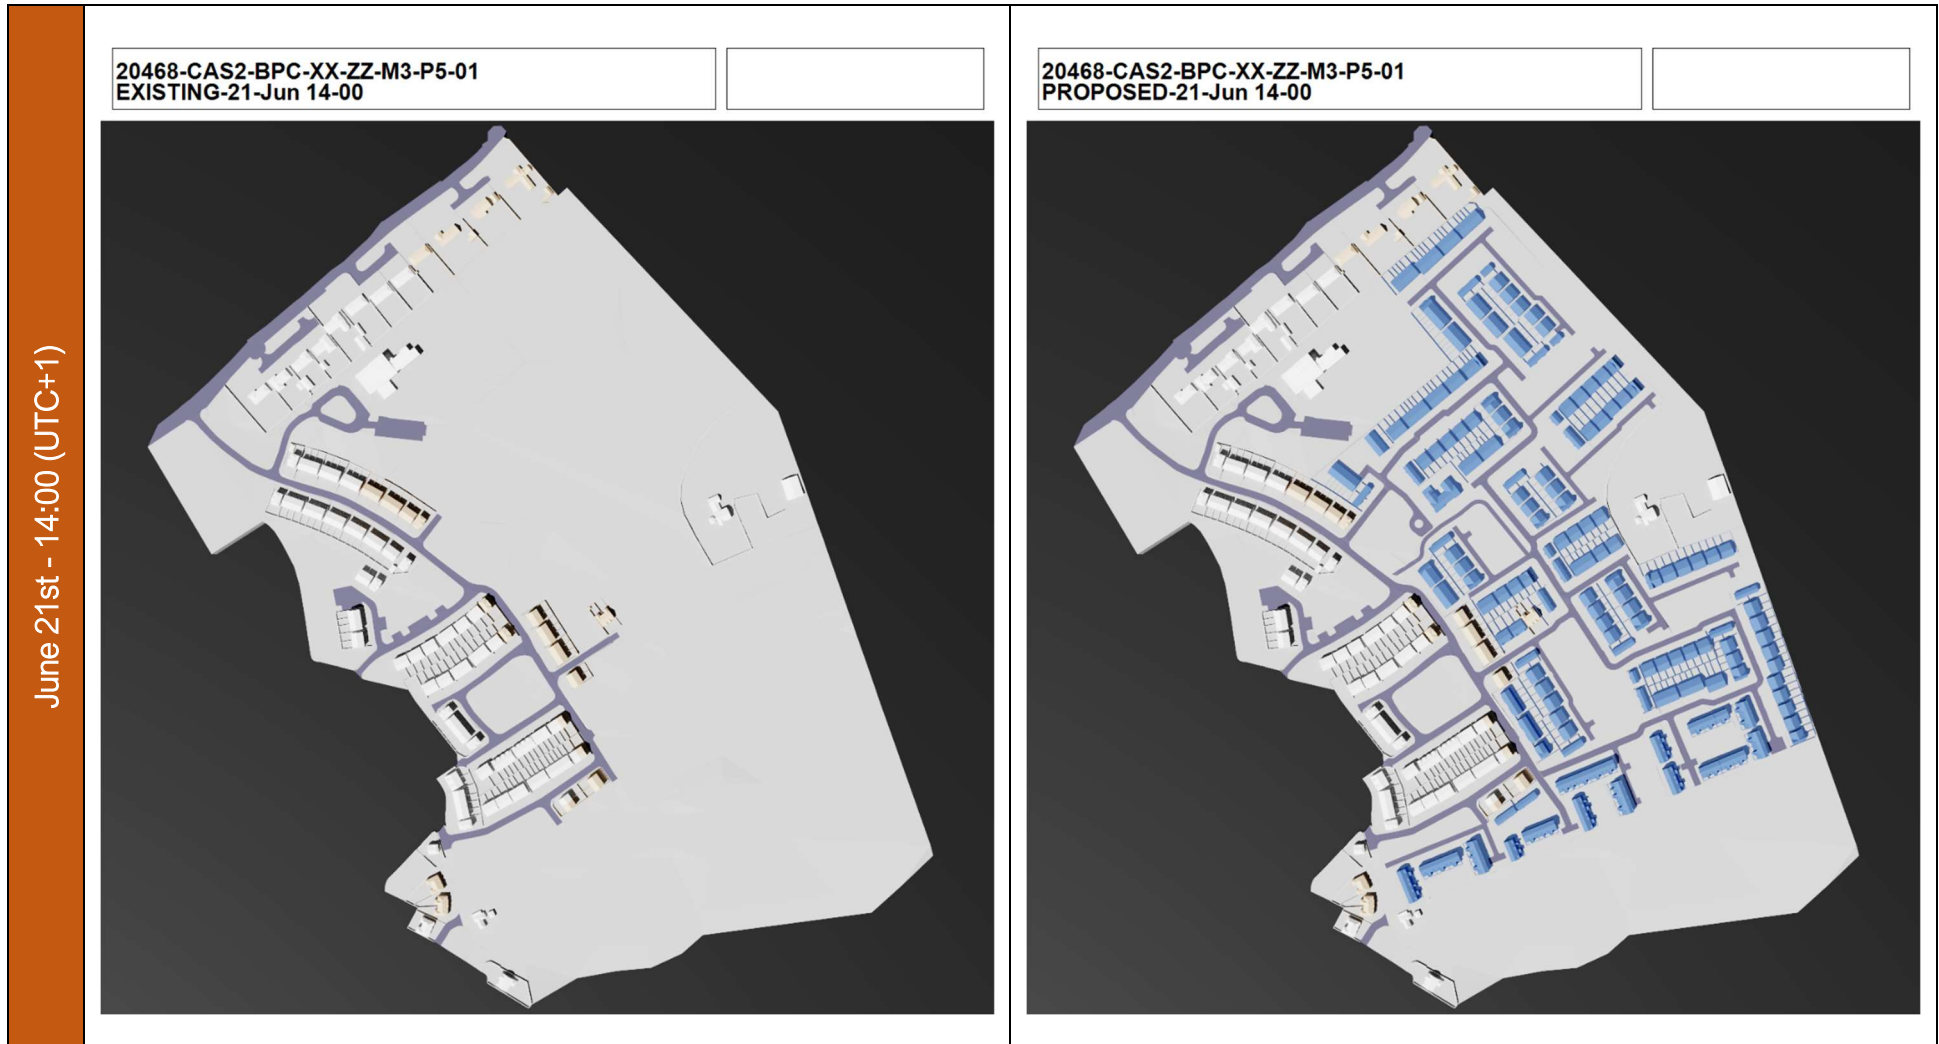 June 21st - 14:00 (UTC+1)
20468-CAS2-BPC-XX-ZZ-M3-P5-01
EXISTING-21-Jun 14-00
20468-CAS2-BPC-XX-ZZ-M3-P5-01
PROPOSED-21-Jun 14-00